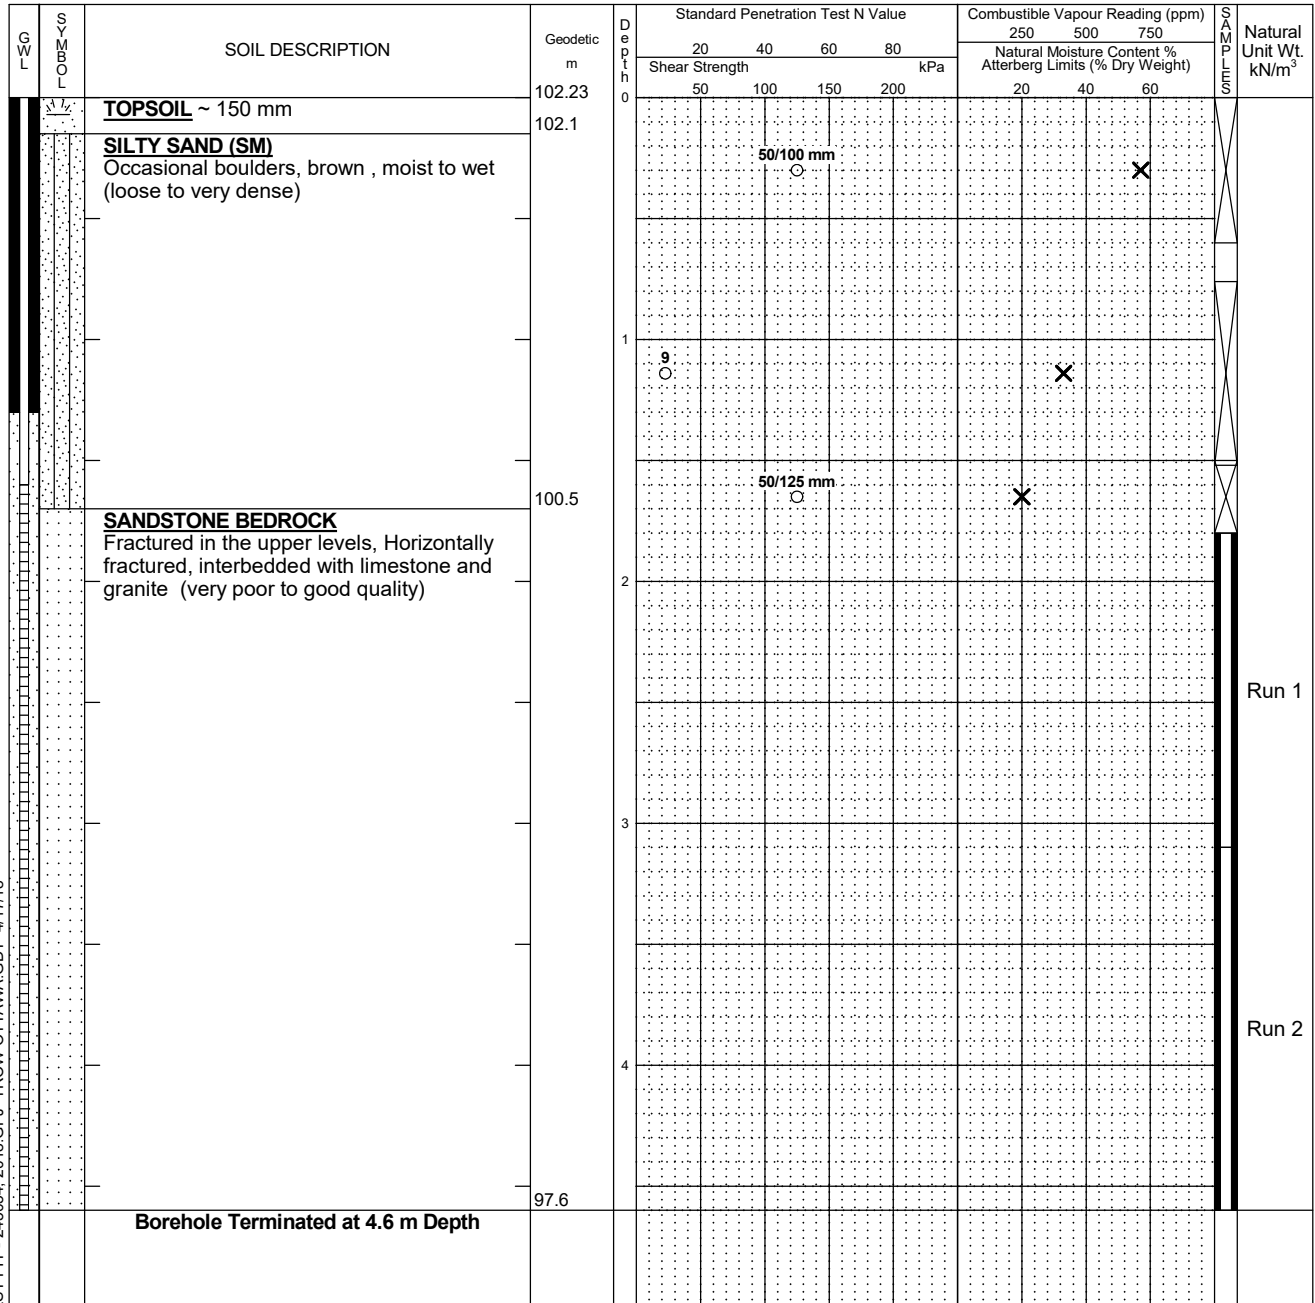 GWL
SYMBOL
SOIL DESCRIPTION
Geodetic
m
102.23
Depth
0
Standard Penetration Test N Value
20 40 60 80
Shear Strength kPa
50 100 150 200
Combustible Vapour Reading (ppm)
250 500 750
Natural Moisture Content %
Atterberg Limits (% Dry Weight)
20 40 60
SAMPLES
Natural
Unit Wt.
kN/m³
TOPSOIL ~ 150 mm
102.1
SILTY SAND (SM)
Occasional boulders, brown , moist to wet
(loose to very dense)
50/100 mm
1
9
50/125 mm
100.5
SANDSTONE BEDROCK
Fractured in the upper levels, Horizontally
fractured, interbedded with limestone and
granite (very poor to good quality)
2
Run 1
3
Run 2
4
97.6
Borehole Terminated at 4.6 m Depth